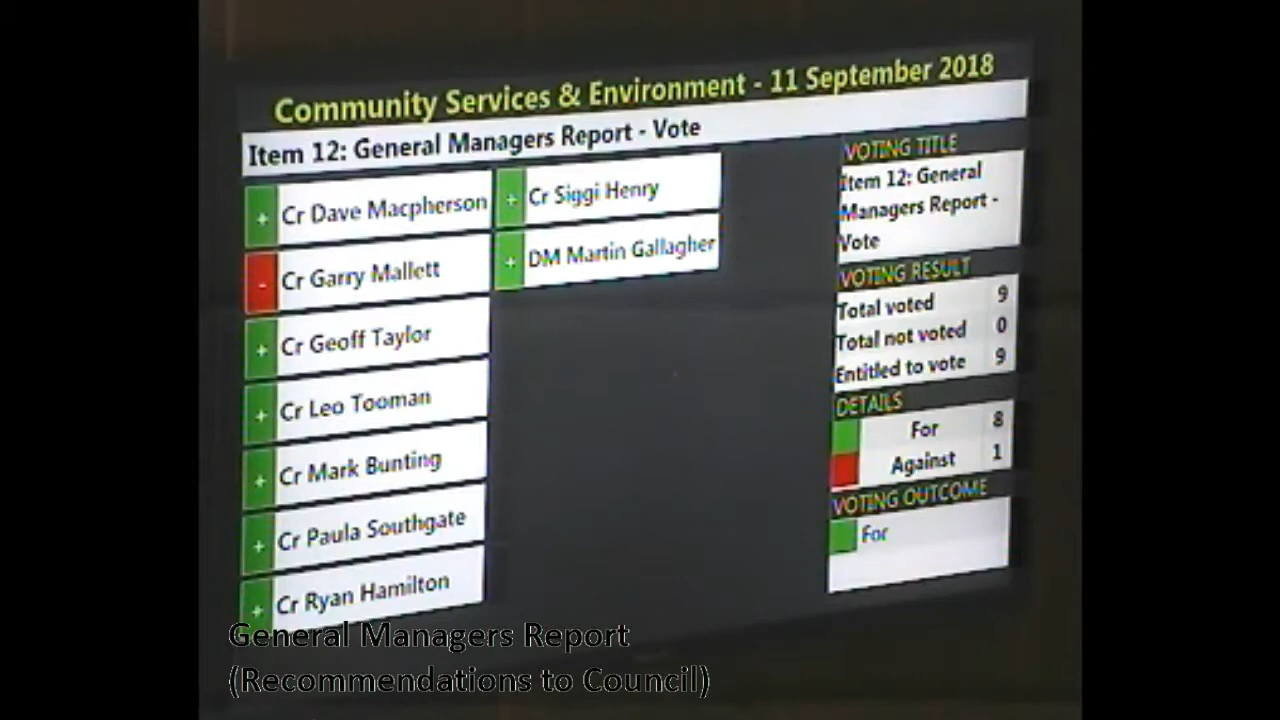 Community Services & Environment - 11 September 2018
Item 12: General Managers Report - Vote
+ Cr Dave Macpherson
- Cr Garry Mallett
+ Cr Geoff Taylor
+ Cr Leo Tooman
+ Cr Mark Bunting
+ Cr Paula Southgate
+ Cr Ryan Hamilton
+ Cr Siggi Henry
+ DM Martin Gallagher
VOTING TITLE
Item 12: General
Managers Report -
Vote
VOTING RESULT
Total voted 9
Total not voted 0
Entitled to vote 9
DETAILS
For 8
Against 1
VOTING OUTCOME
For
General Managers Report
(Recommendations to Council)